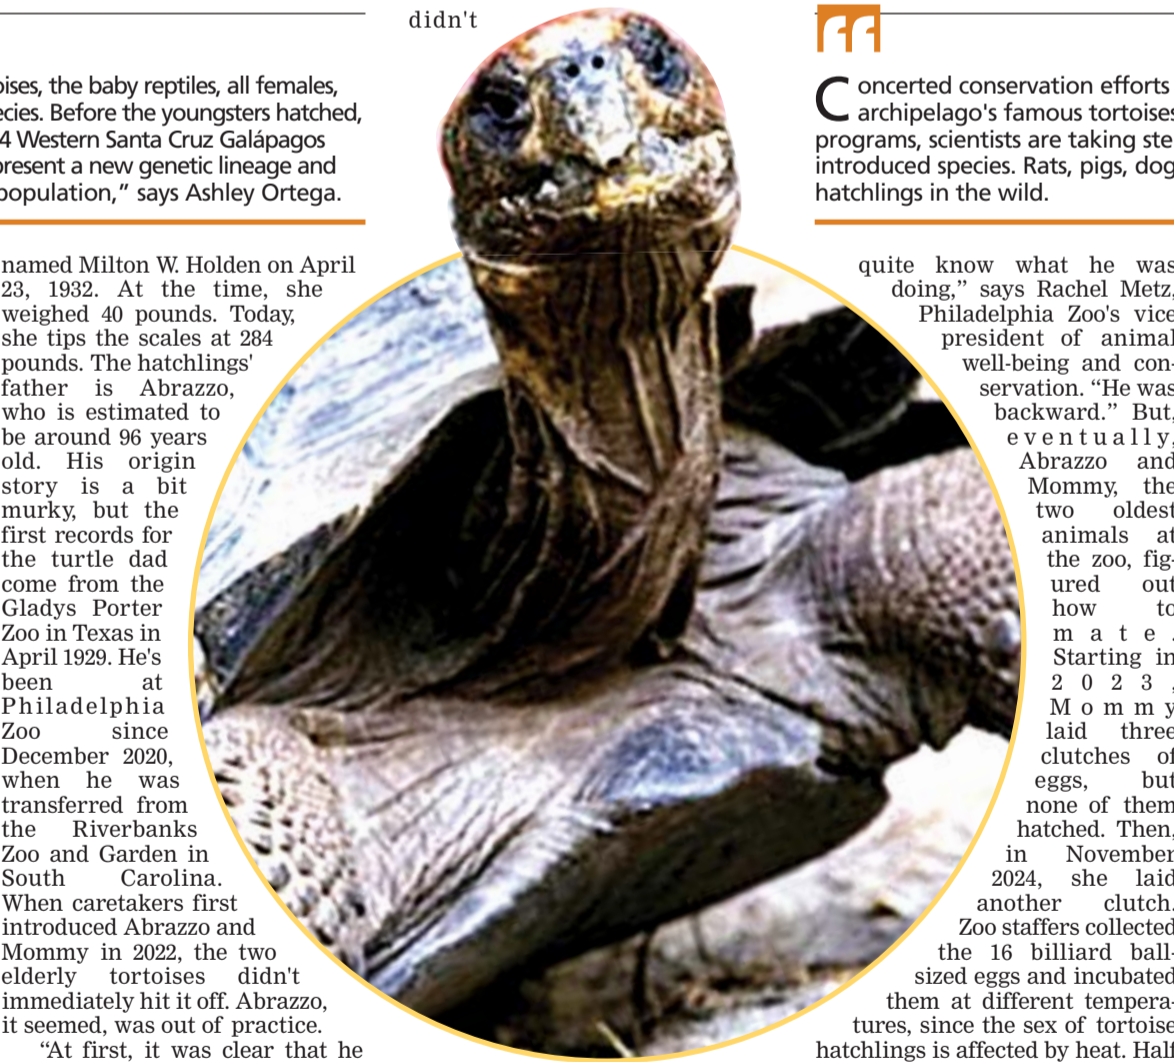 oises, the baby reptiles, all females,
ecies. Before the youngsters hatched,
4 Western Santa Cruz Galápagos
present a new genetic lineage and
population,” says Ashley Ortega.
named Milton W. Holden on April
23, 1932. At the time, she
weighed 40 pounds. Today,
she tips the scales at 284
pounds. The hatchlings'
father is Abrazzo,
who is estimated to
be around 96 years
old. His origin
story is a bit
murky, but the
first records for
the turtle dad
come from the
Gladys Porter
Zoo in Texas in
April 1929. He's
been at
Philadelphia
Zoo since
December 2020,
when he was
transferred from
the Riverbanks
Zoo and Garden in
South Carolina.
When caretakers first
introduced Abrazzo and
Mommy in 2022, the two
elderly tortoises didn't
immediately hit it off. Abrazzo,
it seemed, was out of practice.
“At first, it was clear that he
didn't
Concerted conservation efforts
archipelago's famous tortoises
programs, scientists are taking ste
introduced species. Rats, pigs, dog
hatchlings in the wild.
quite know what he was
doing,” says Rachel Metz,
Philadelphia Zoo's vice
president of animal
well-being and con-
servation. “He was
backward.” But,
eventually,
Abrazzo and
Mommy, the
two oldest
animals at
the zoo, fig-
ured out
how to
mate.
Starting in
2023,
Mommy
laid three
clutches of
eggs, but
none of them
hatched. Then,
in November
2024, she laid
another clutch.
Zoo staffers collected
the 16 billiard ball-
sized eggs and incubated
them at different tempera-
tures, since the sex of tortoise
hatchlings is affected by heat. Half